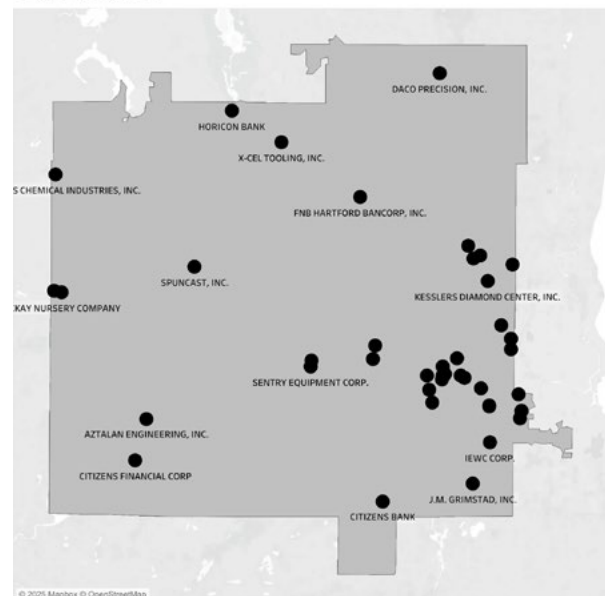 DACO PRECISION, INC.
HORICON BANK
X-CEL TOOLING, INC.
S CHEMICAL INDUSTRIES, INC.
FNB HARTFORD BANCORP, INC.
SPUNCAST, INC.
KESSLERS DIAMOND CENTER, INC.
KAY NURSERY COMPANY
SENTRY EQUIPMENT CORP.
AZTALAN ENGINEERING, INC.
IEWC CORP.
CITIZENS FINANCIAL CORP
J.M. GRIMSTAD, INC.
CITIZENS BANK
© 2025 Mapbox © OpenStreetMap